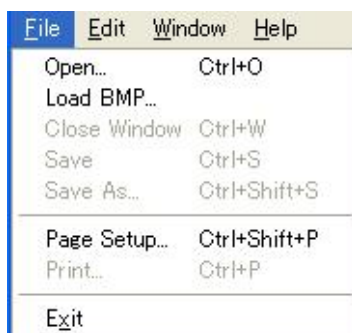 File Edit Window Help
Open... Ctrl+O
Load BMP...
Close Window Ctrl+W
Save Ctrl+S
Save As... Ctrl+Shift+S
Page Setup... Ctrl+Shift+P
Print... Ctrl+P
Exit